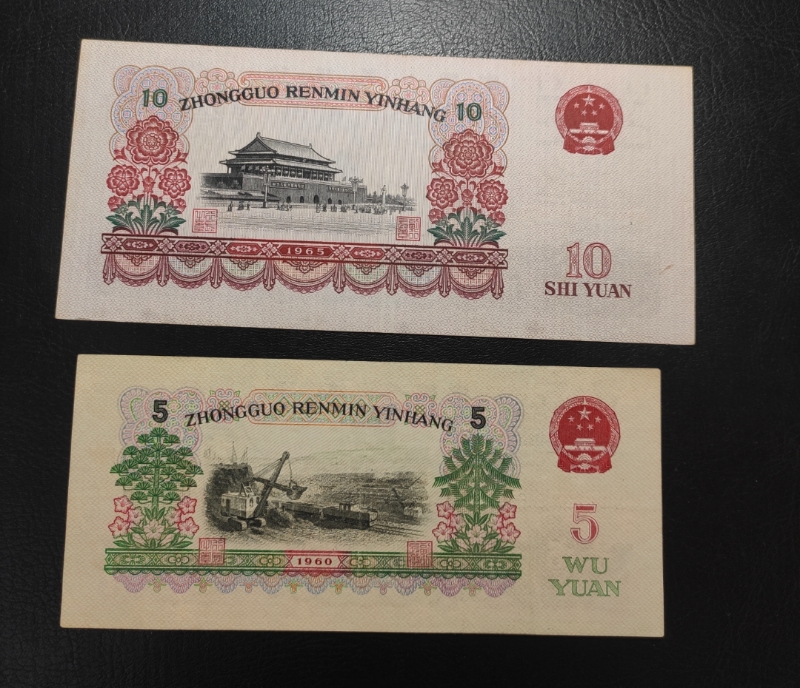 10 ZHONGGUO RENMIN YINHANG 10
1965
10
SHI YUAN
5 ZHONGGUO RENMIN YINHANG 5
1960
5
WU
YUAN